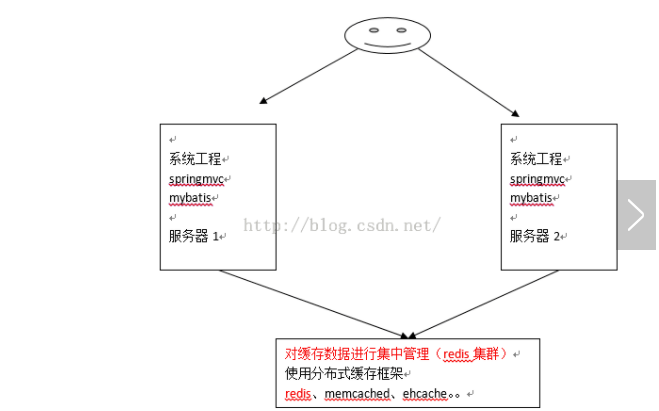 系统工程
springmvc
mybatis
服务器 1
系统工程
springmvc
mybatis
服务器 2
http://blog.csdn.net/
对缓存数据进行集中管理（redis 集群）
使用分布式缓存框架
redis、memcached、ehcache。。